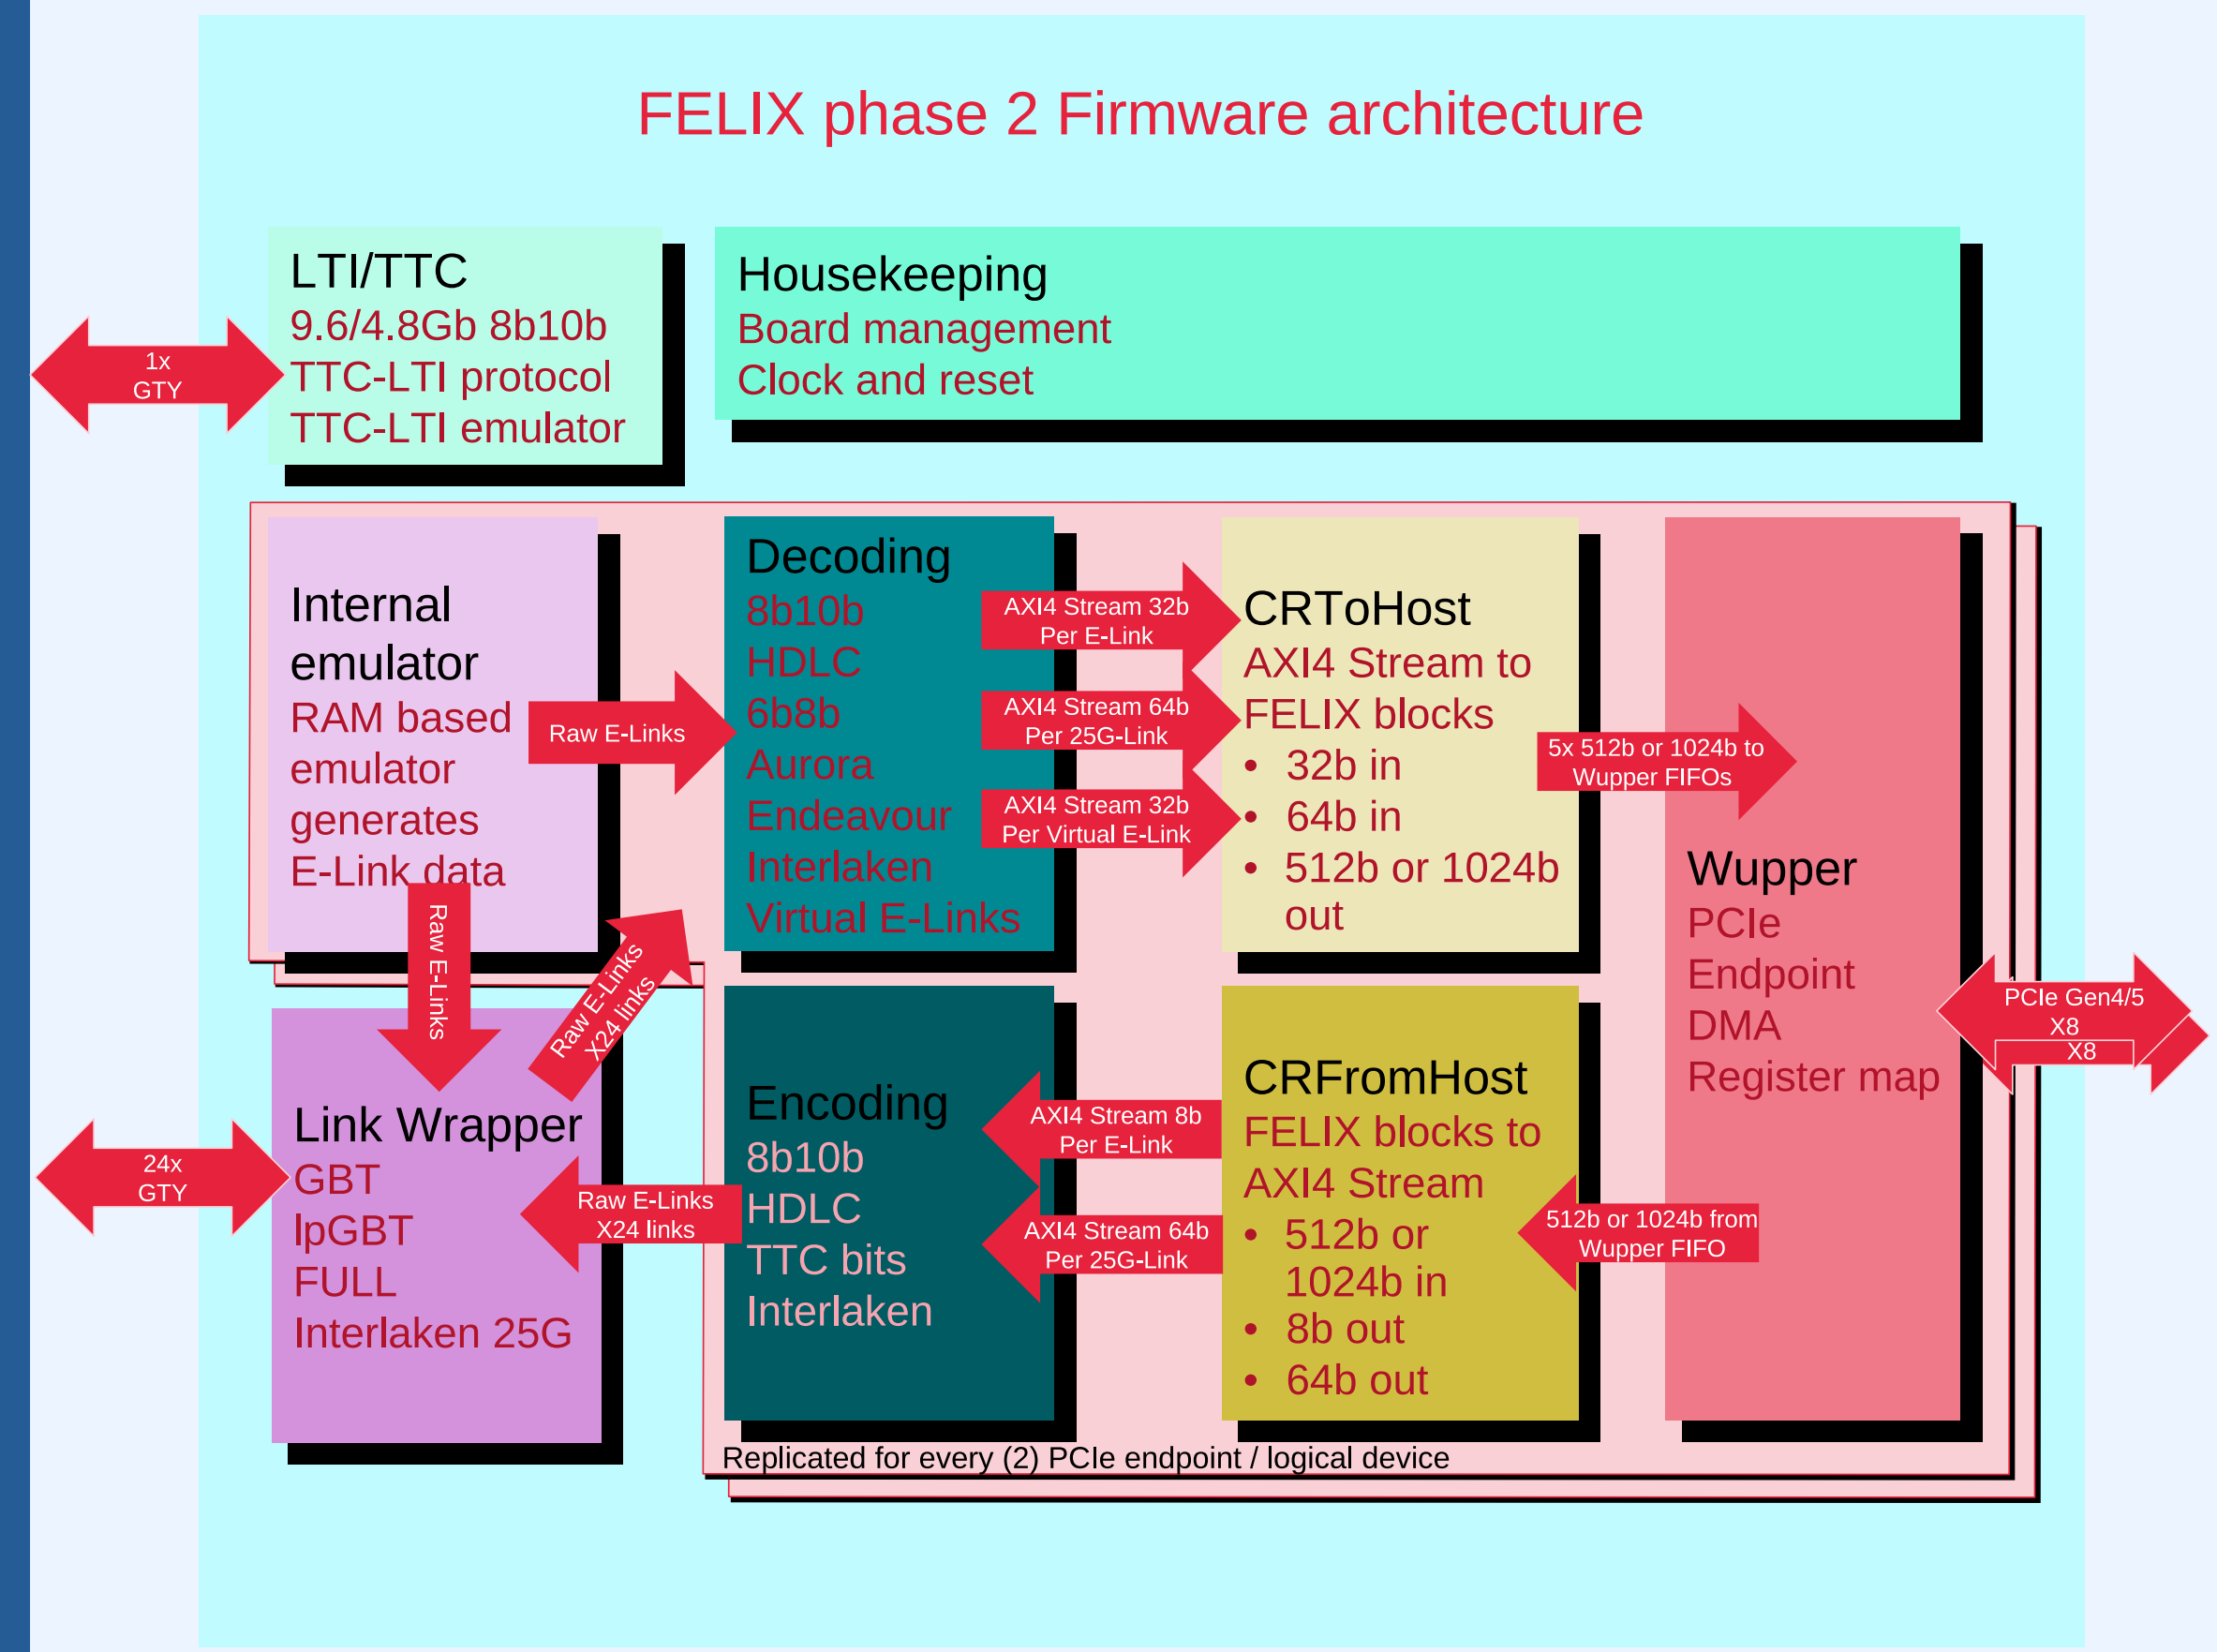 FELIX phase 2 Firmware architecture
LTI/TTC
9.6/4.8Gb 8b10b
TTC-LTI protocol
TTC-LTI emulator
1x
GTY
Housekeeping
Board management
Clock and reset
Internal
emulator
RAM based
emulator
generates
E-Link data
Raw E-Links
Raw E-Links
Raw E-Links
X24 links
Decoding
8b10b
HDLC
6b8b
Aurora
Endeavour
Interlaken
Virtual E-Links
AXI4 Stream 32b
Per E-Link
AXI4 Stream 64b
Per 25G-Link
AXI4 Stream 32b
Per Virtual E-Link
CRToHost
AXI4 Stream to
FELIX blocks
• 32b in
• 64b in
• 512b or 1024b
out
5x 512b or 1024b to
Wupper FIFOs
Wupper
PCIe
Endpoint
DMA
Register map
PCIe Gen4/5
X8
X8
Link Wrapper
GBT
lpGBT
FULL
Interlaken 25G
24x
GTY
Raw E-Links
X24 links
Encoding
8b10b
HDLC
TTC bits
Interlaken
AXI4 Stream 8b
Per E-Link
AXI4 Stream 64b
Per 25G-Link
CRFromHost
FELIX blocks to
AXI4 Stream
• 512b or
1024b in
• 8b out
• 64b out
512b or 1024b from
Wupper FIFO
Replicated for every (2) PCIe endpoint / logical device